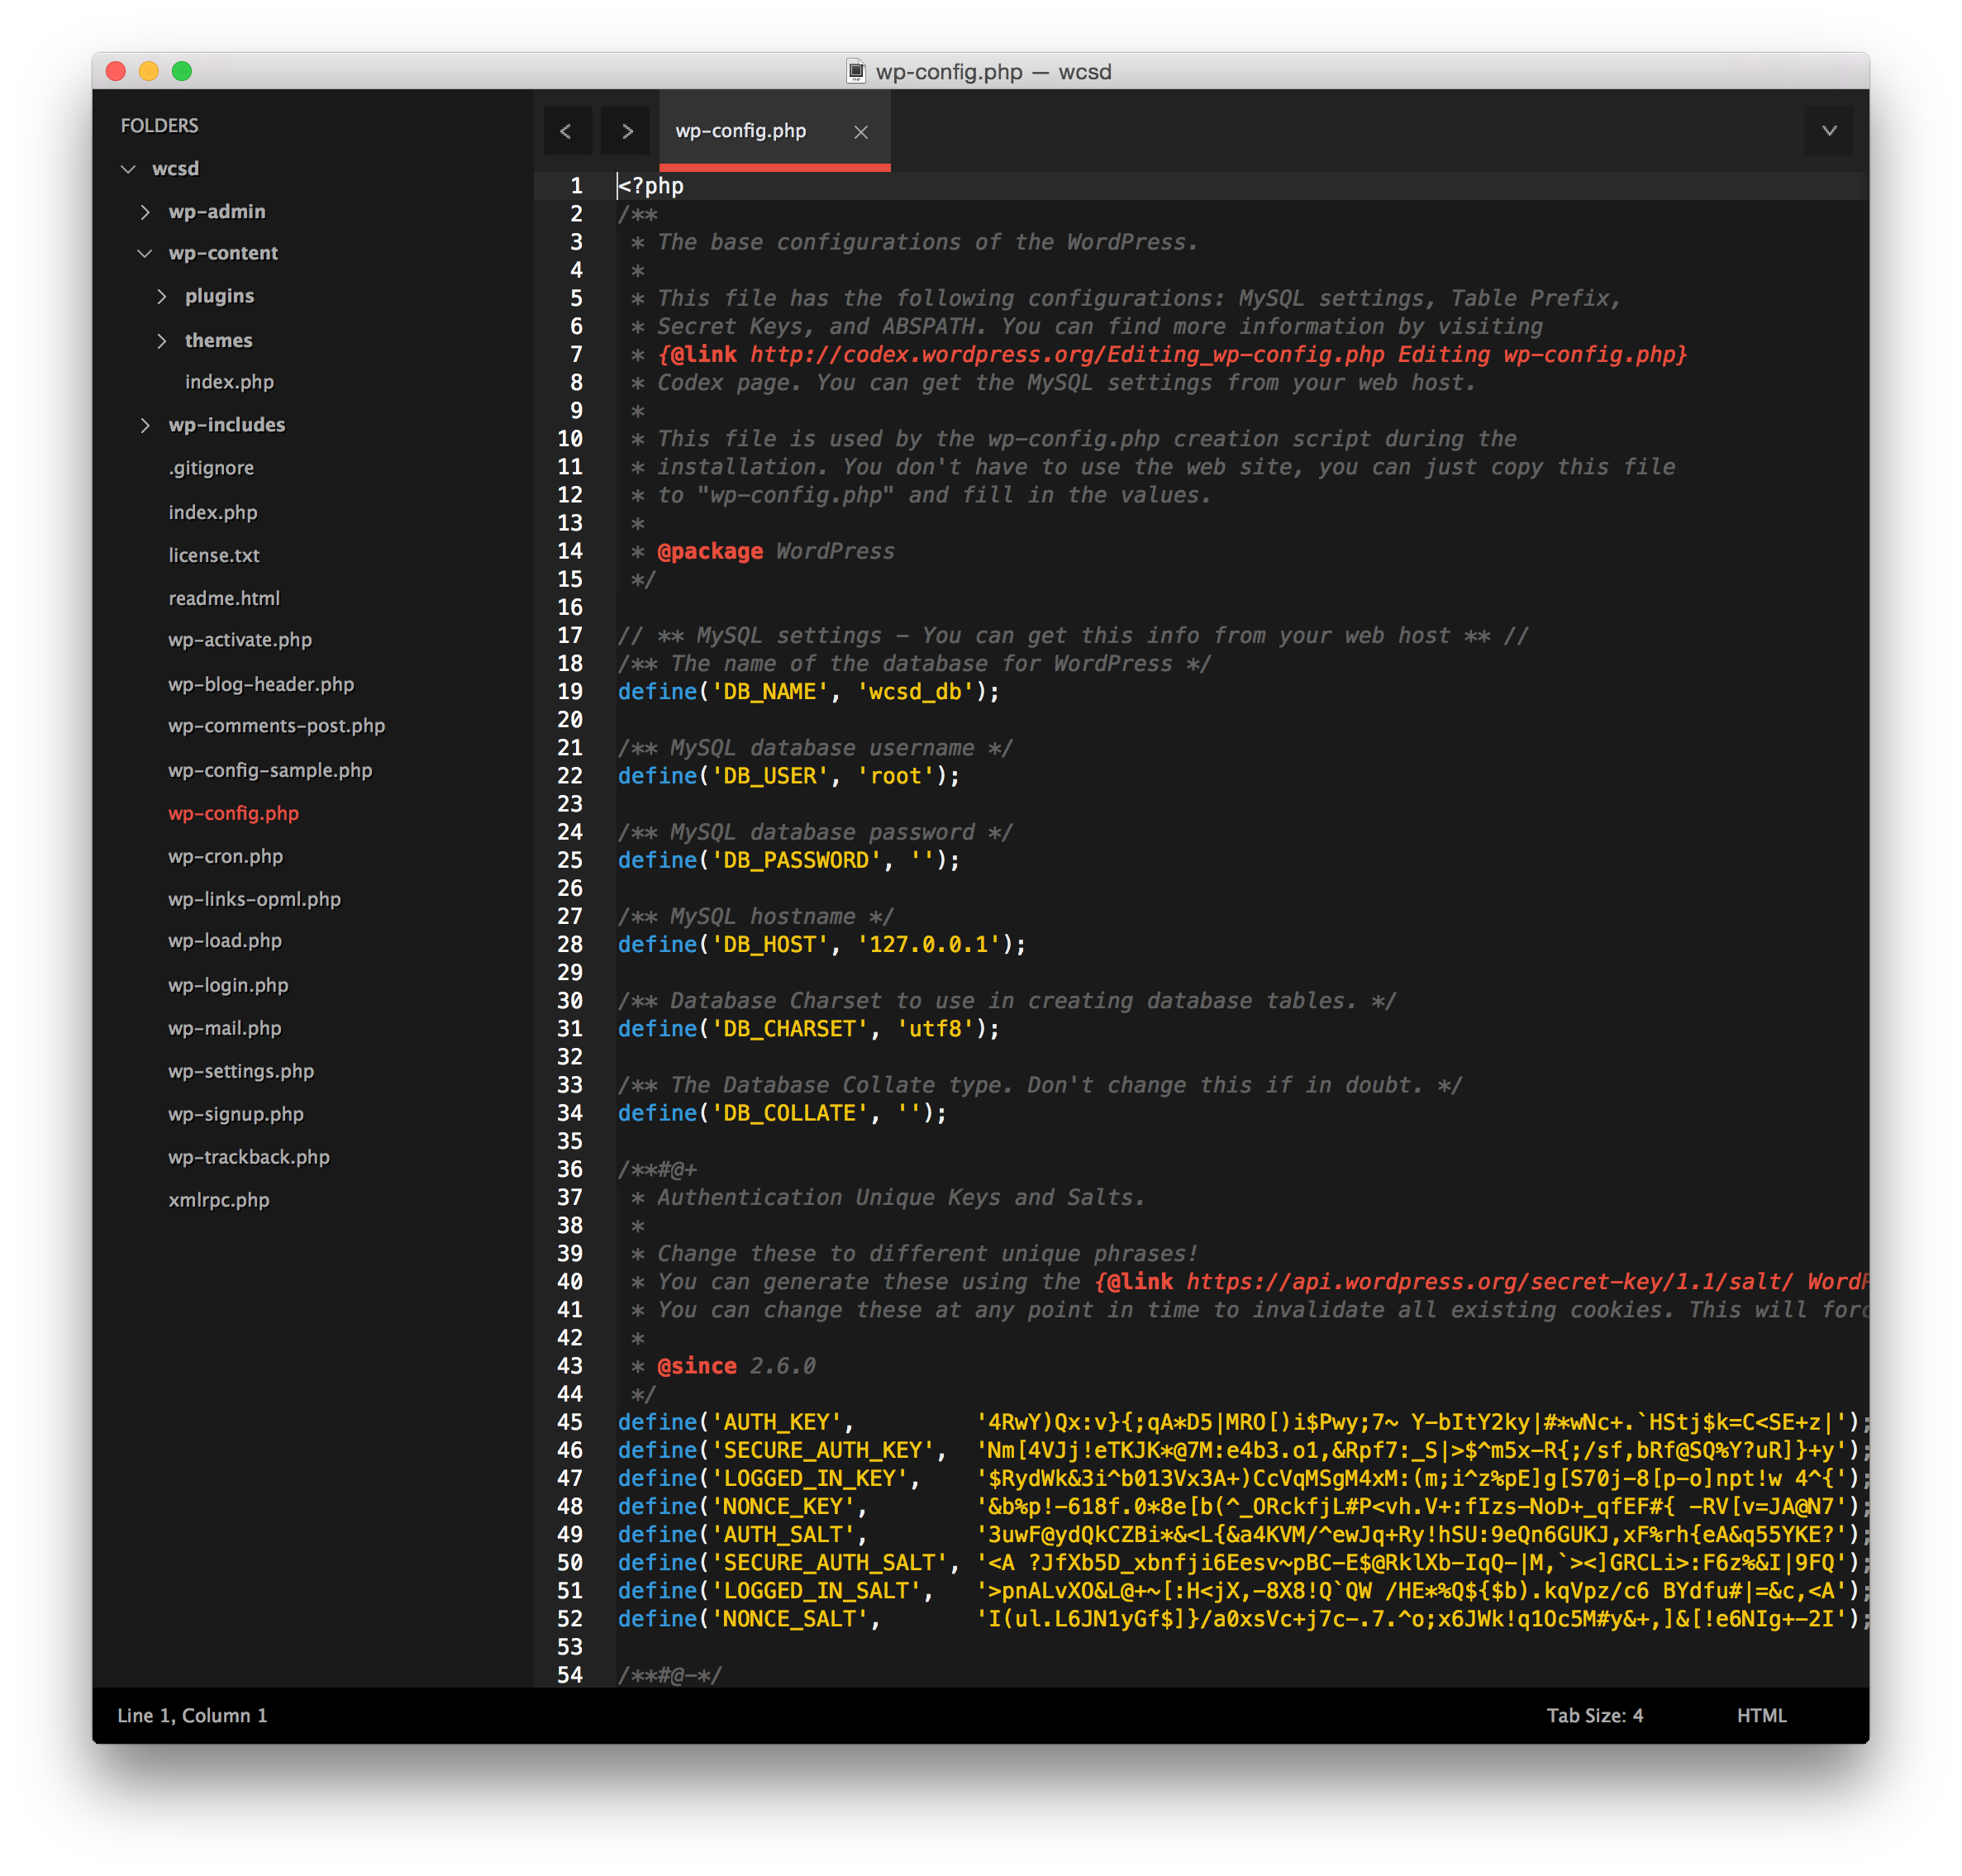 wp-config.php — wcsd
FOLDERS
wcsd
wp-admin
wp-content
plugins
themes
index.php
wp-includes
.gitignore
index.php
license.txt
readme.html
wp-activate.php
wp-blog-header.php
wp-comments-post.php
wp-config-sample.php
wp-config.php
wp-cron.php
wp-links-opml.php
wp-load.php
wp-login.php
wp-mail.php
wp-settings.php
wp-signup.php
wp-trackback.php
xmlrpc.php
wp-config.php
1 <?php
2 /**
3  * The base configurations of the WordPress.
4  *
5  * This file has the following configurations: MySQL settings, Table Prefix,
6  * Secret Keys, and ABSPATH. You can find more information by visiting
7  * {@link http://codex.wordpress.org/Editing_wp-config.php Editing wp-config.php}
8  * Codex page. You can get the MySQL settings from your web host.
9  *
10  * This file is used by the wp-config.php creation script during the
11  * installation. You don't have to use the web site, you can just copy this file
12  * to "wp-config.php" and fill in the values.
13  *
14  * @package WordPress
15  */
16
17 // ** MySQL settings - You can get this info from your web host ** //
18 /** The name of the database for WordPress */
19 define('DB_NAME', 'wcsd_db');
20
21 /** MySQL database username */
22 define('DB_USER', 'root');
23
24 /** MySQL database password */
25 define('DB_PASSWORD', '');
26
27 /** MySQL hostname */
28 define('DB_HOST', '127.0.0.1');
29
30 /** Database Charset to use in creating database tables. */
31 define('DB_CHARSET', 'utf8');
32
33 /** The Database Collate type. Don't change this if in doubt. */
34 define('DB_COLLATE', '');
35
36 /**#@+
37  * Authentication Unique Keys and Salts.
38  *
39  * Change these to different unique phrases!
40  * You can generate these using the {@link https://api.wordpress.org/secret-key/1.1/salt/ WordP
41  * You can change these at any point in time to invalidate all existing cookies. This will forc
42  *
43  * @since 2.6.0
44  */
45 define('AUTH_KEY',         '4RwY)Qx:v}{;qA*D5|MRO[)i$Pwy;7~ Y-bItY2ky|#*wNc+.`HStj$k=C<SE+z|');
46 define('SECURE_AUTH_KEY',  'Nm[4VJj!eTKJK*@7M:e4b3.o1,&Rpf7:_S|>$^m5x-R{;/sf,bRf@SQ%Y?uR]}+y');
47 define('LOGGED_IN_KEY',    '$RydWk&3i^b013Vx3A+)CcVqMSgM4xM:(m;i^z%pE]g[S70j-8[p-o]npt!w 4^{');
48 define('NONCE_KEY',        '&b%p!-618f.0*8e[b(^_ORckfjL#P<vh.V+:fIzs-NoD+_qfEF#{ -RV[v=JA@N7');
49 define('AUTH_SALT',        '3uwF@ydQkCZBi*&<L{&a4KVM/^ewJq+Ry!hSU:9eQn6GUKJ,xF%rh{eA&q55YKE?');
50 define('SECURE_AUTH_SALT', '<A ?JfXb5D_xbnfji6Eesv~pBC-E$@RklXb-IqQ-|M,`><]GRCLi>:F6z%&I|9FQ');
51 define('LOGGED_IN_SALT',   '>pnALvXO&L@+~[:H<jX,-8X8!Q`QW /HE*%Q${$b).kqVpz/c6 BYdfu#|=&c,<A');
52 define('NONCE_SALT',       'I(ul.L6JN1yGf$]}/a0xsVc+j7c-.7.^o;x6JWk!q1Oc5M#y&+,]&[!e6NIg+-2I');
53
54 /**#@-*/
Line 1, Column 1
Tab Size: 4
HTML